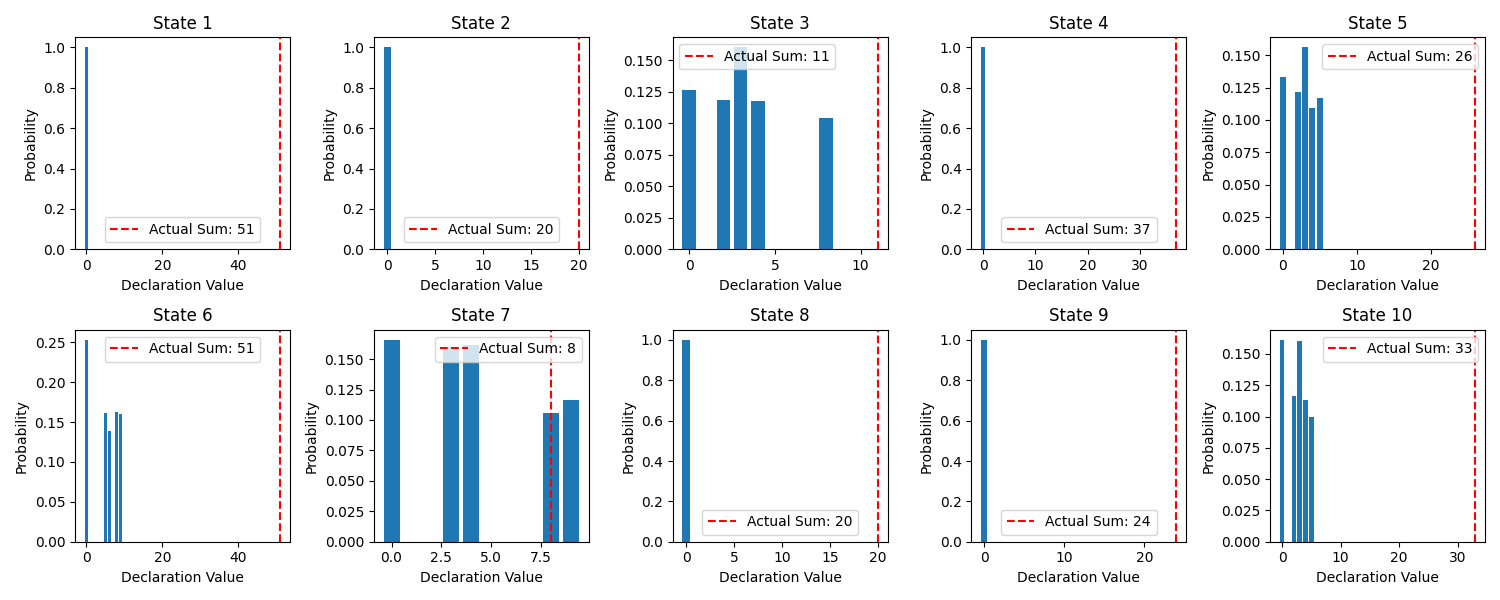 State 1
1.0
0.8
0.6
0.4
0.2
0.0
Probability
Actual Sum: 51
0 20 40
Declaration Value
State 2
1.0
0.8
0.6
0.4
0.2
0.0
Probability
Actual Sum: 20
0 5 10 15 20
Declaration Value
State 3
Actual Sum: 11
0.150
0.125
0.100
0.075
0.050
0.025
0.000
Probability
0 5 10
Declaration Value
State 4
1.0
0.8
0.6
0.4
0.2
0.0
Probability
Actual Sum: 37
0 10 20 30
Declaration Value
State 5
Actual Sum: 26
0.150
0.125
0.100
0.075
0.050
0.025
0.000
Probability
0 10 20
Declaration Value
State 6
Actual Sum: 51
0.25
0.20
0.15
0.10
0.05
0.00
Probability
0 20 40
Declaration Value
State 7
Actual Sum: 8
0.150
0.125
0.100
0.075
0.050
0.025
0.000
Probability
0.0 2.5 5.0 7.5
Declaration Value
State 8
1.0
0.8
0.6
0.4
0.2
0.0
Probability
Actual Sum: 20
0 5 10 15 20
Declaration Value
State 9
1.0
0.8
0.6
0.4
0.2
0.0
Probability
Actual Sum: 24
0 10 20
Declaration Value
State 10
Actual Sum: 33
0.150
0.125
0.100
0.075
0.050
0.025
0.000
Probability
0 10 20 30
Declaration Value